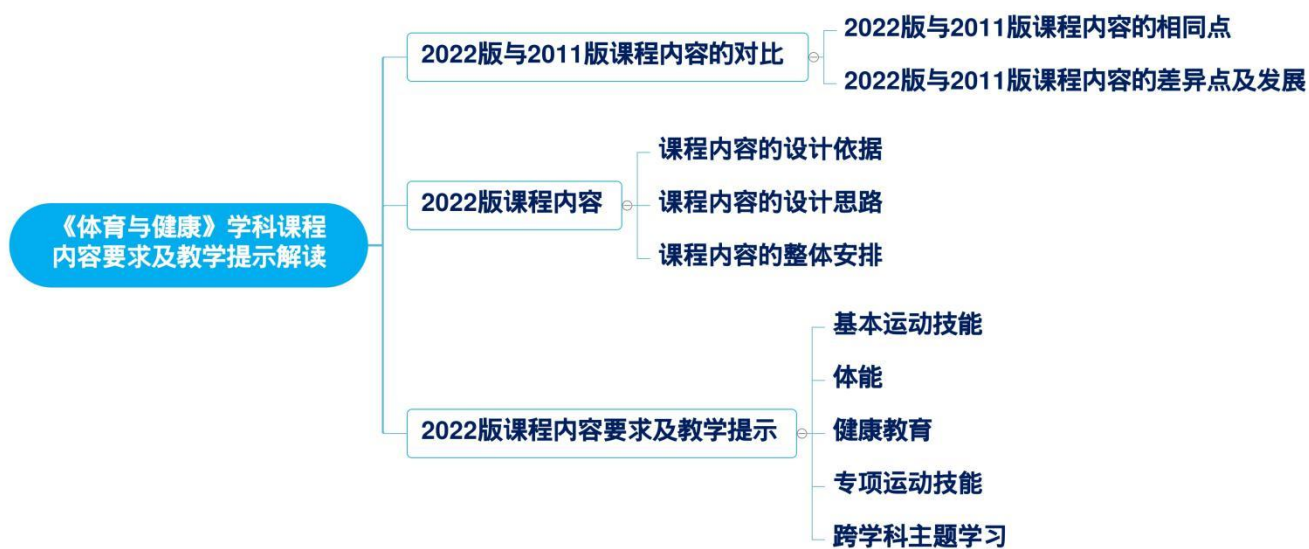 《体育与健康》学科课程
内容要求及教学提示解读
2022版与2011版课程内容的对比
2022版与2011版课程内容的相同点
2022版与2011版课程内容的差异点及发展
2022版课程内容
课程内容的设计依据
课程内容的设计思路
课程内容的整体安排
2022版课程内容要求及教学提示
基本运动技能
体能
健康教育
专项运动技能
跨学科主题学习